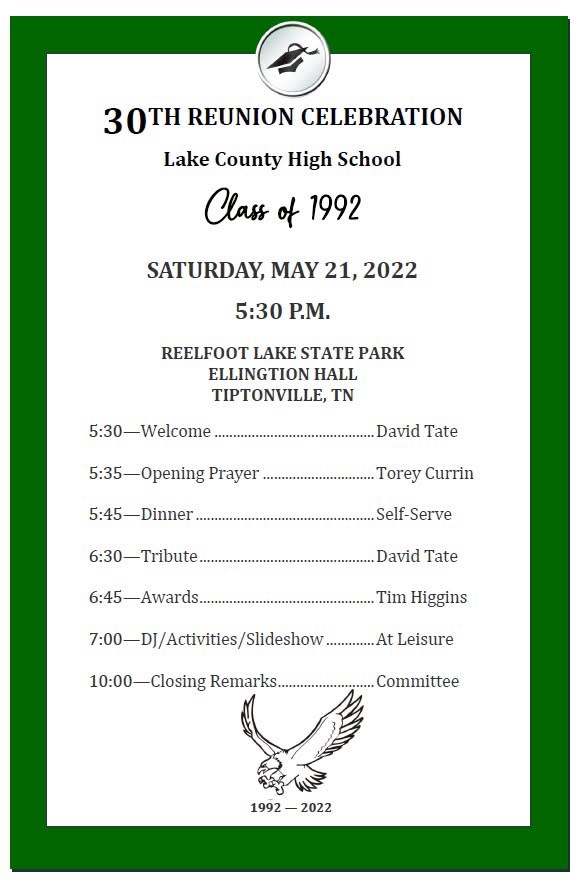 30TH REUNION CELEBRATION
Lake County High School
Class of 1992
SATURDAY, MAY 21, 2022
5:30 P.M.
REELFOOT LAKE STATE PARK
ELLINGTION HALL
TIPTONVILLE, TN
5:30—Welcome ........................................ David Tate
5:35—Opening Prayer ............................ Torey Currin
5:45—Dinner ............................................. Self-Serve
6:30—Tribute ............................................ David Tate
6:45—Awards............................................ Tim Higgins
7:00—DJ/Activities/Slideshow ............ At Leisure
10:00—Closing Remarks........................ Committee
1992 — 2022